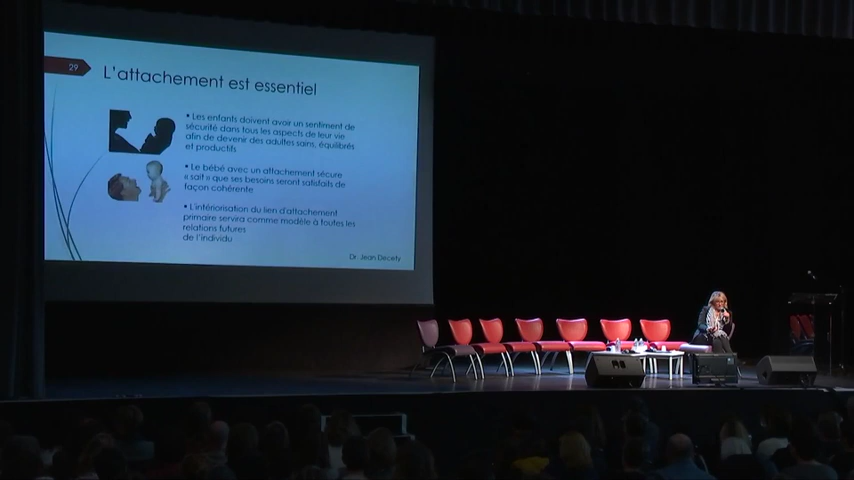 29
L'attachement est essentiel
▪ Les enfants doivent avoir un sentiment de
sécurité dans tous les aspects de leur vie
afin de devenir des adultes sains, équilibrés
et productifs
▪ Le bébé avec un attachement sécure
« sait » que ses besoins seront satisfaits de
façon cohérente
▪ L'intériorisation du lien d'attachement
primaire servira comme modèle à toutes les
relations futures
de l'individu
Dr. Jean Decety